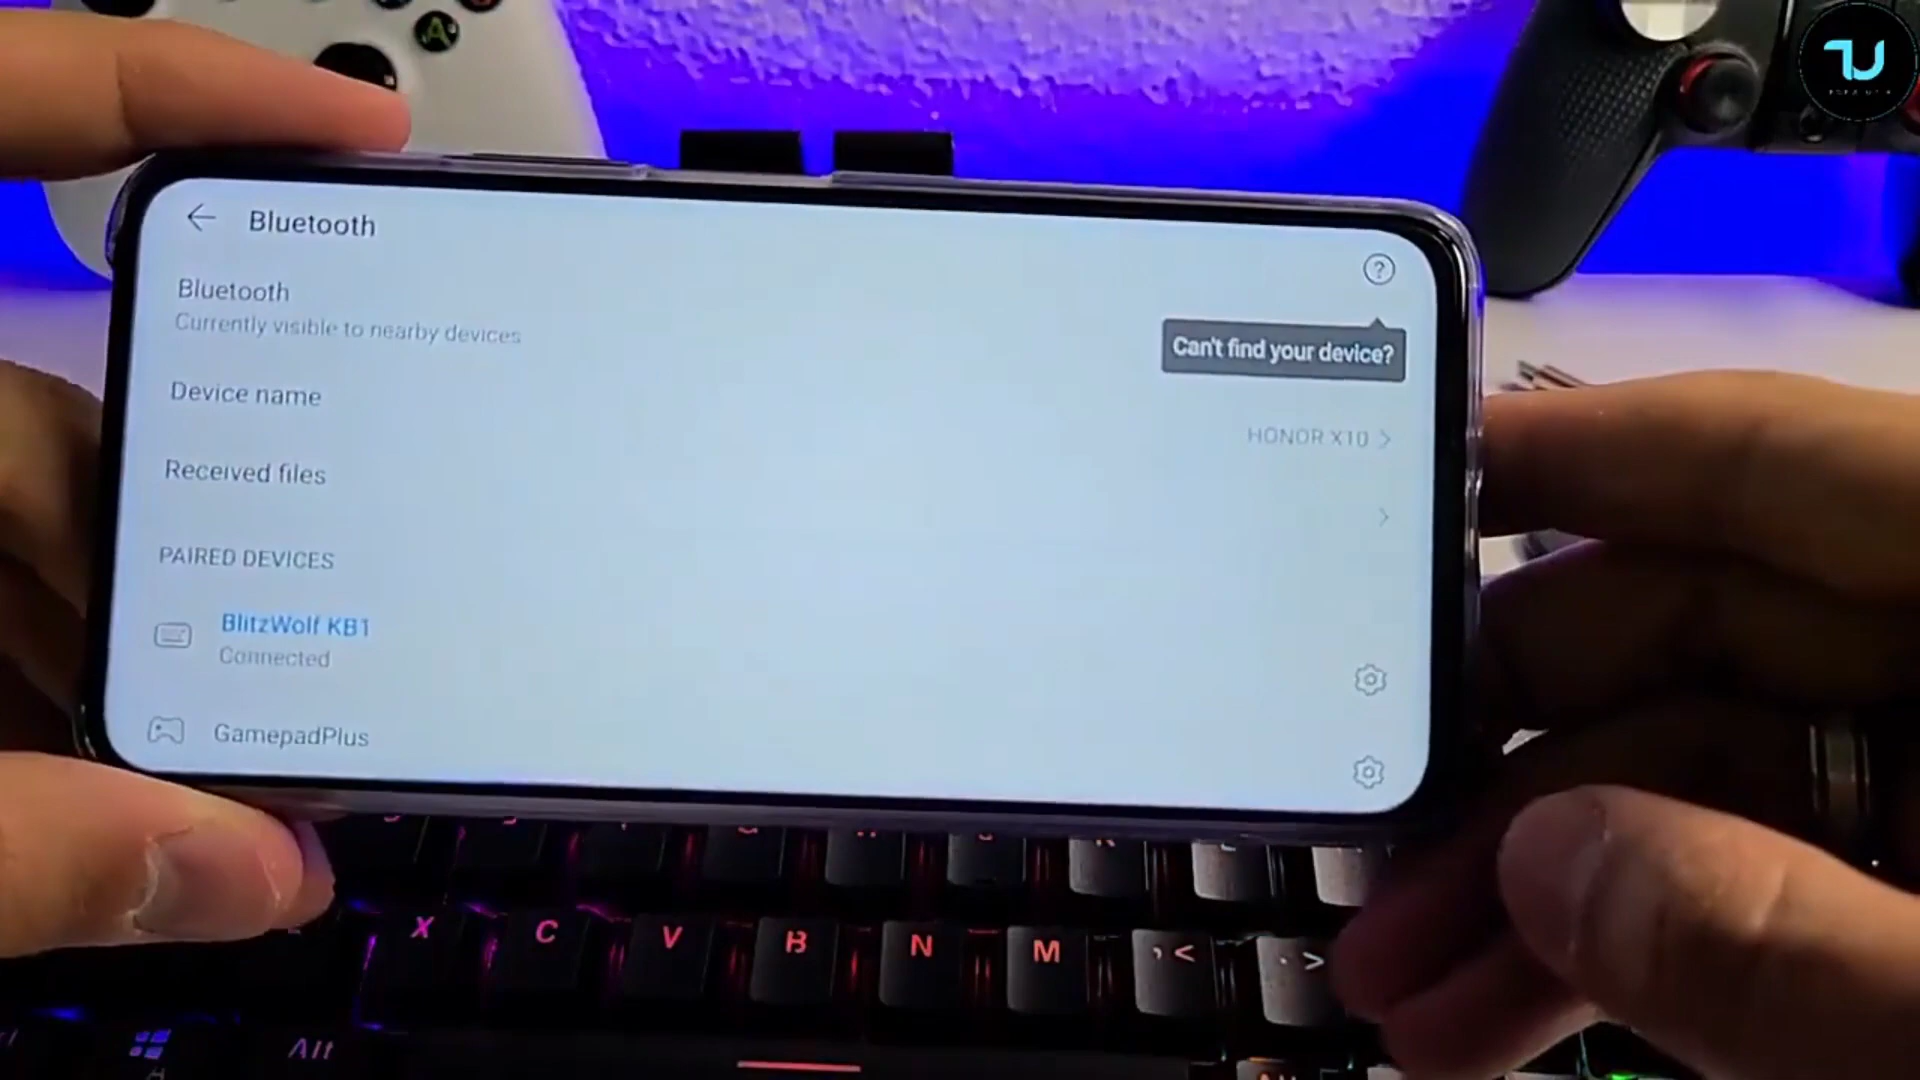 A
TU
Bluetooth
?
Bluetooth
Currently visible to nearby devices
Can't find your device?
Device name
HONOR X10
Received files
PAIRED DEVICES
BlitzWolf KB1
Connected
GamepadPlus
X C V B N M , < . >
Alt